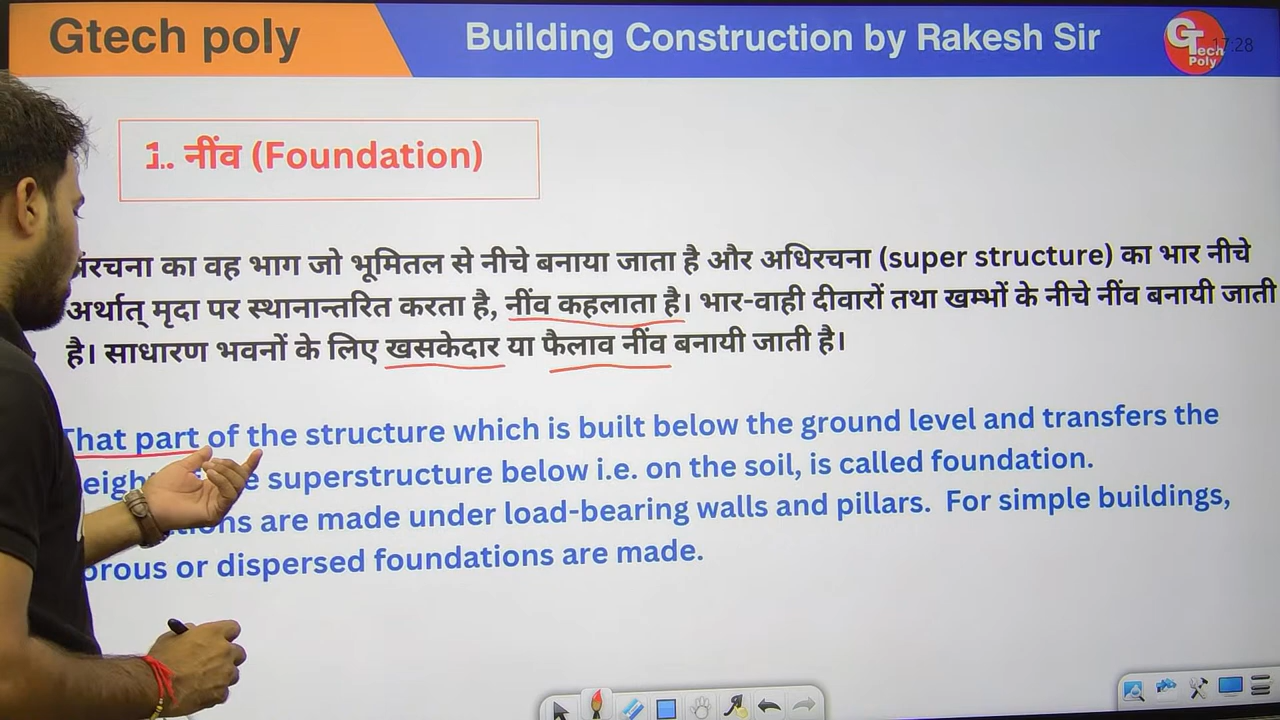 Gtech poly
Building Construction by Rakesh Sir
GTech Poly
17:28
1.. नींव (Foundation)
का वह भाग जो भूमितल से नीचे बनाया जाता है और अधिरचना (super structure) का भार नीचे
अर्थात् मृदा पर स्थानान्तरित करता है, नींव कहलाता है। भार-वाही दीवारों तथा खम्भों के नीचे नींव बनायी जाती
है। साधारण भवनों के लिए खसकेदार या फैलाव नींव बनायी जाती है।
That part of the structure which is built below the ground level and transfers the
superstructure below i.e. on the soil, is called foundation.
are made under load-bearing walls and pillars. For simple buildings,
or dispersed foundations are made.